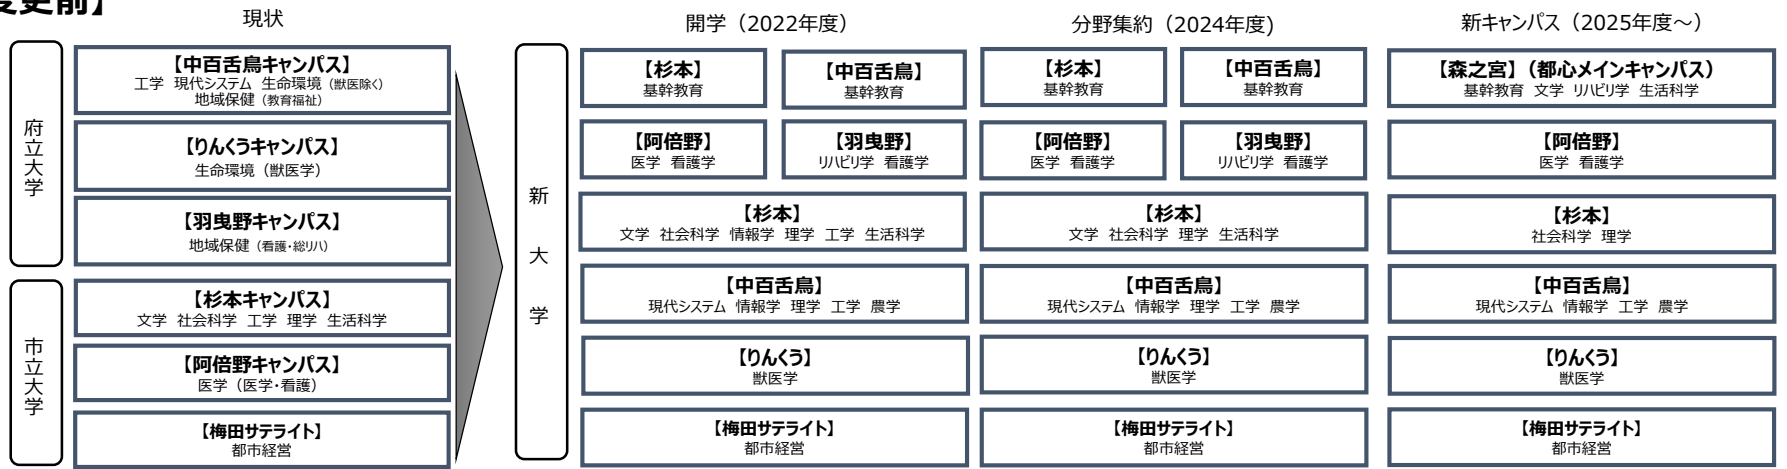 更前】
現状
府立大学
【中百舌鳥キャンパス】
工学 現代システム 生命環境（獣医除く）
地域保健（教育福祉）
【りんくうキャンパス】
生命環境（獣医学）
【羽曳野キャンパス】
地域保健（看護・総リハ）
市立大学
【杉本キャンパス】
文学 社会科学 工学 理学 生活科学
【阿倍野キャンパス】
医学（医学・看護）
【梅田サテライト】
都市経営
新大学
開学（2022年度）
【杉本】
基幹教育
【中百舌鳥】
基幹教育
【阿倍野】
医学 看護学
【羽曳野】
リハビリ学 看護学
【杉本】
文学 社会科学 情報学 理学 工学 生活科学
【中百舌鳥】
現代システム 情報学 理学 工学 農学
【りんくう】
獣医学
【梅田サテライト】
都市経営
分野集約（2024年度)
【杉本】
基幹教育
【中百舌鳥】
基幹教育
【阿倍野】
医学 看護学
【羽曳野】
リハビリ学 看護学
【杉本】
文学 社会科学 理学 生活科学
【中百舌鳥】
現代システム 情報学 理学 工学 農学
【りんくう】
獣医学
【梅田サテライト】
都市経営
新キャンパス（2025年度～）
【森之宮】（都心メインキャンパス）
基幹教育 文学 リハビリ学 生活科学
【阿倍野】
医学 看護学
【杉本】
社会科学 理学
【中百舌鳥】
現代システム 情報学 工学 農学
【りんくう】
獣医学
【梅田サテライト】
都市経営